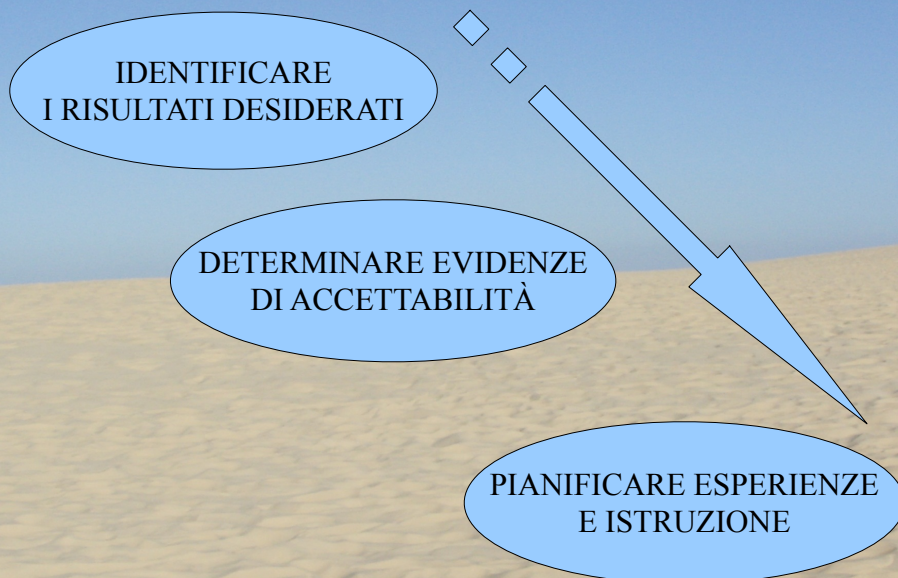 IDENTIFICARE
I RISULTATI DESIDERATI
DETERMINARE EVIDENZE
DI ACCETTABILITÀ
PIANIFICARE ESPERIENZE
E ISTRUZIONE